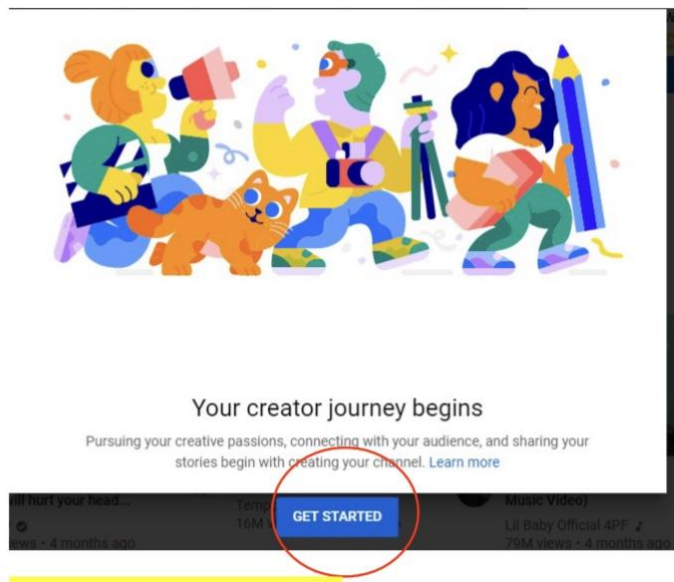 Your creator journey begins
Pursuing your creative passions, connecting with your audience, and sharing your
stories begin with creating your channel. Learn more
will hurt your head...
Music Video)
GET STARTED
16M
Lil Baby Official 4PF
views • 4 months ago
79M views • 4 months ago